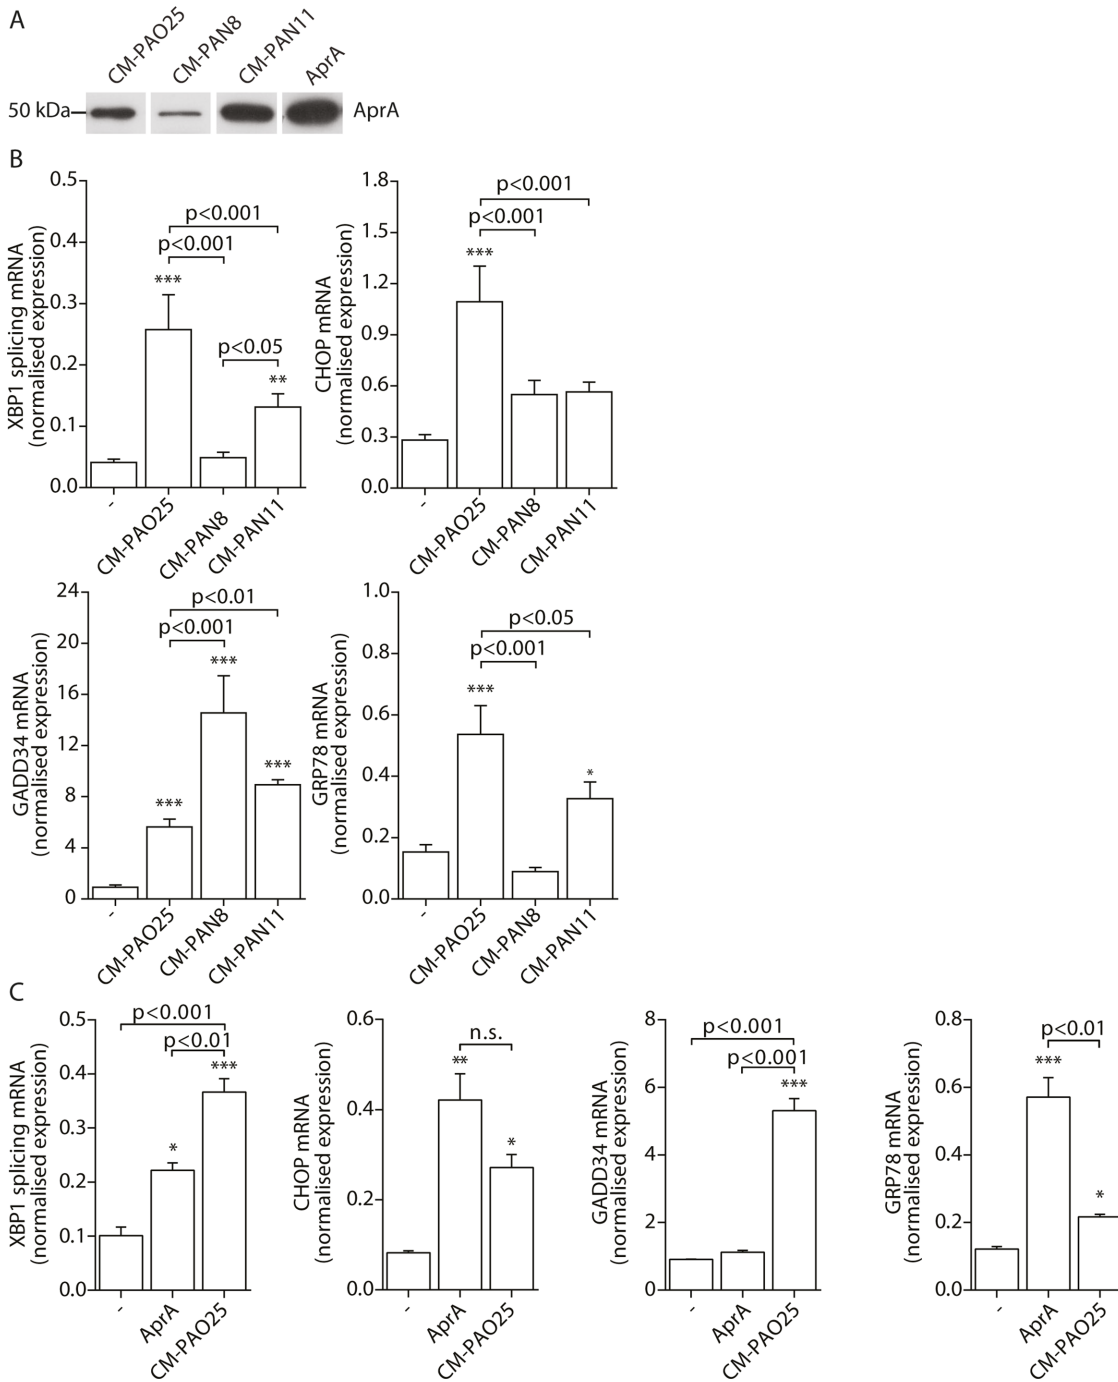 A
CM-PAO25
CM-PAN8
CM-PAN11
AprA
50 kDa
AprA
B
XBP1 splicing mRNA
(normalised expression)
0.5
0.4
0.3
0.2
0.1
0.0
p<0.001
p<0.001
***
p<0.05
**
-
CM-PAO25
CM-PAN8
CM-PAN11
CHOP mRNA
(normalised expression)
1.8
1.5
1.2
0.9
0.6
0.3
0.0
p<0.001
p<0.001
***
-
CM-PAO25
CM-PAN8
CM-PAN11
GADD34 mRNA
(normalised expression)
24
20
16
12
8
4
0
p<0.01
p<0.001
***
***
***
-
CM-PAO25
CM-PAN8
CM-PAN11
GRP78 mRNA
(normalised expression)
1.0
0.8
0.6
0.4
0.2
0.0
p<0.05
p<0.001
***
*
-
CM-PAO25
CM-PAN8
CM-PAN11
C
XBP1 splicing mRNA
(normalised expression)
0.5
0.4
0.3
0.2
0.1
0.0
p<0.001
p<0.01
***
*
-
AprA
CM-PAO25
CHOP mRNA
(normalised expression)
0.6
0.4
0.2
0.0
n.s.
**
*
-
AprA
CM-PAO25
GADD34 mRNA
(normalised expression)
8
6
4
2
0
p<0.001
p<0.001
***
-
AprA
CM-PAO25
GRP78 mRNA
(normalised expression)
0.8
0.6
0.4
0.2
0.0
p<0.01
***
*
-
AprA
CM-PAO25